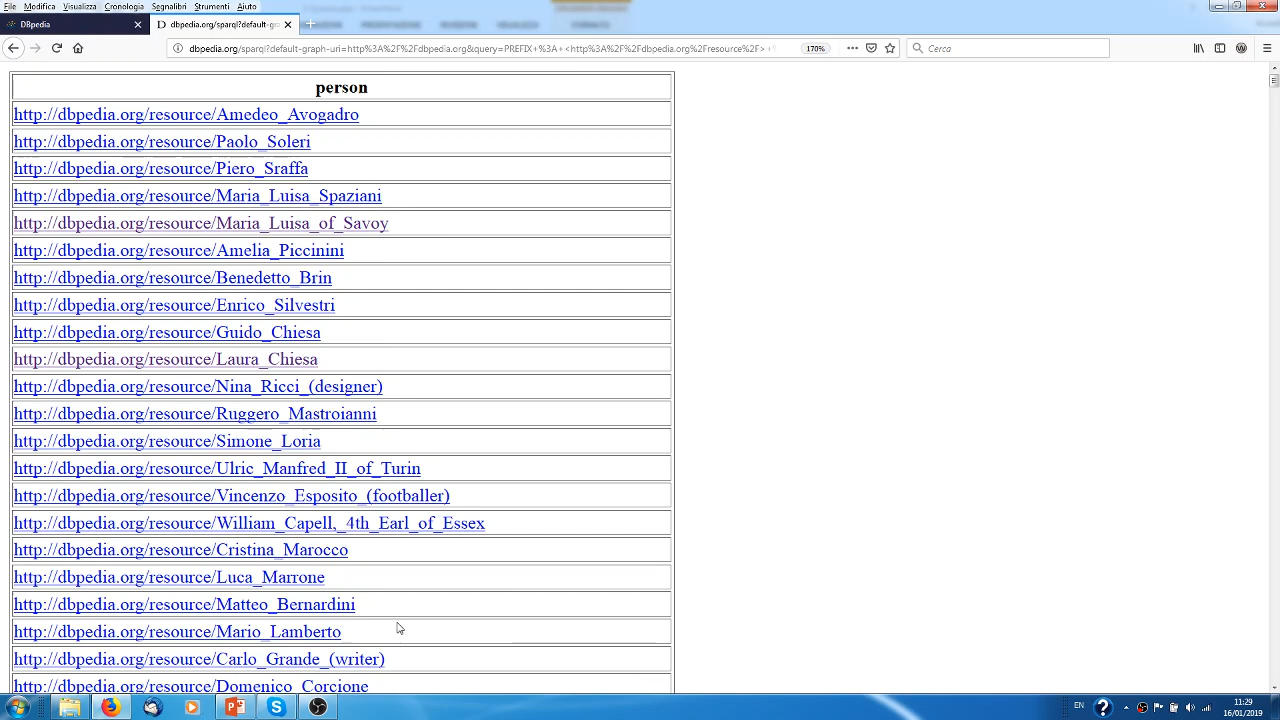 File Modifica Visualizza Cronologia Segnalibri Strumenti Aiuto
DBpedia
dbpedia.org/sparql?default-gra
dbpedia.org/sparql?default-graph-uri=http%3A%2F%2Fdbpedia.org&query=PREFIX+%3A+<http%3A%2F%2Fdbpedia.org%2Fresource%2F>+
170%
Cerca
person
http://dbpedia.org/resource/Amedeo_Avogadro
http://dbpedia.org/resource/Paolo_Soleri
http://dbpedia.org/resource/Piero_Sraffa
http://dbpedia.org/resource/Maria_Luisa_Spaziani
http://dbpedia.org/resource/Maria_Luisa_of_Savoy
http://dbpedia.org/resource/Amelia_Piccinini
http://dbpedia.org/resource/Benedetto_Brin
http://dbpedia.org/resource/Enrico_Silvestri
http://dbpedia.org/resource/Guido_Chiesa
http://dbpedia.org/resource/Laura_Chiesa
http://dbpedia.org/resource/Nina_Ricci_(designer)
http://dbpedia.org/resource/Ruggero_Mastroianni
http://dbpedia.org/resource/Simone_Loria
http://dbpedia.org/resource/Ulric_Manfred_II_of_Turin
http://dbpedia.org/resource/Vincenzo_Esposito_(footballer)
http://dbpedia.org/resource/William_Capell,_4th_Earl_of_Essex
http://dbpedia.org/resource/Cristina_Marocco
http://dbpedia.org/resource/Luca_Marrone
http://dbpedia.org/resource/Matteo_Bernardini
http://dbpedia.org/resource/Mario_Lamberto
http://dbpedia.org/resource/Carlo_Grande_(writer)
http://dbpedia.org/resource/Domenico_Corcione
EN
11:29
16/01/2019